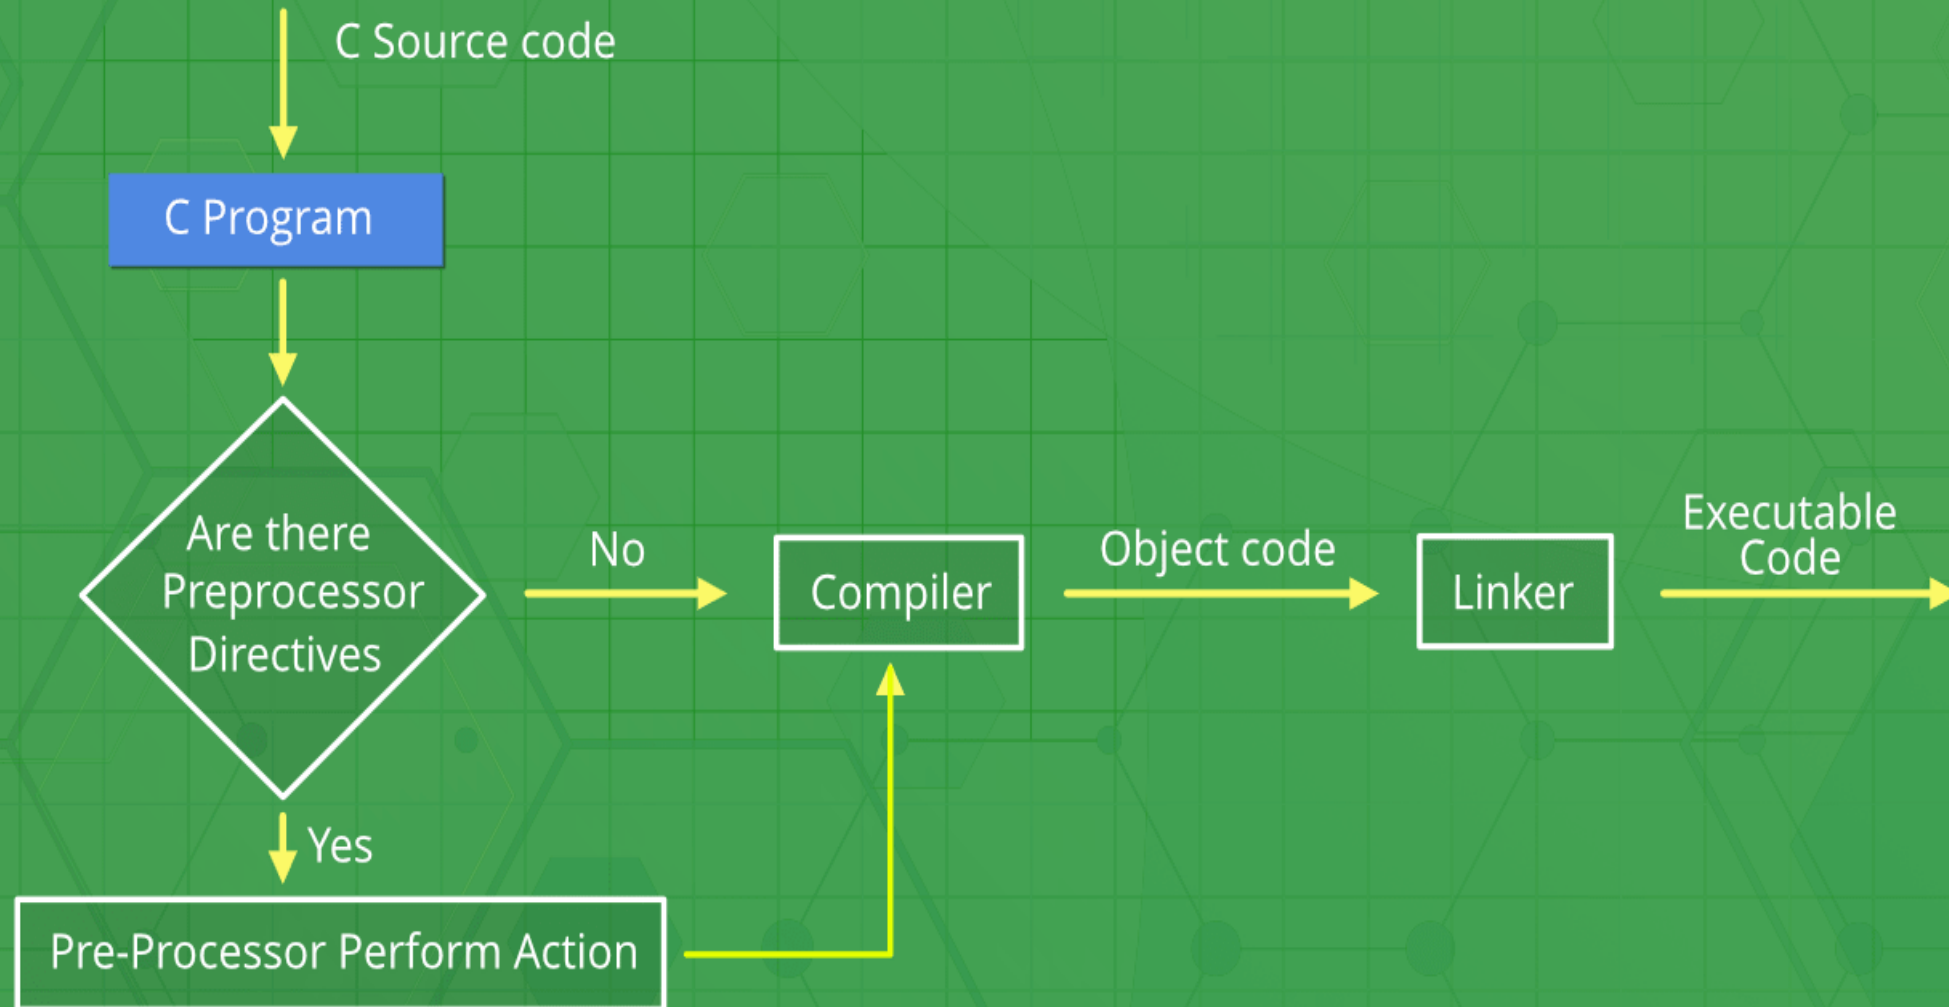 C Source code
C Program
Are there
Preprocessor
Directives
No
Compiler
Object code
Linker
Executable
Code
Yes
Pre-Processor Perform Action